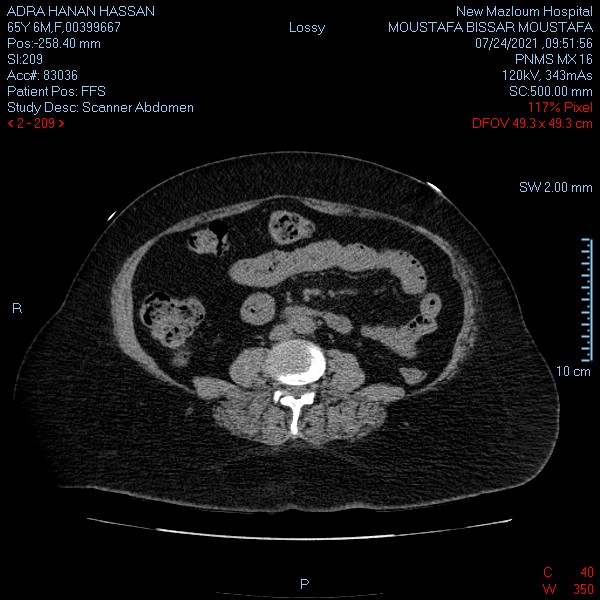 ADRA HANAN HASSAN
65Y 6M,F,00399667
Pos:-258.40 mm
SI:209
Acc#: 83036
Patient Pos: FFS
Study Desc: Scanner Abdomen
< 2 - 209 >
Lossy
New Mazloum Hospital
MOUSTAFA BISSAR MOUSTAFA
07/24/2021 ,09:51:56
PNMS MX 16
120kV, 343mAs
SC:500.00 mm
117% Pixel
DFOV 49.3 x 49.3 cm
SW 2.00 mm
R
10 cm
P
C 40
W 350